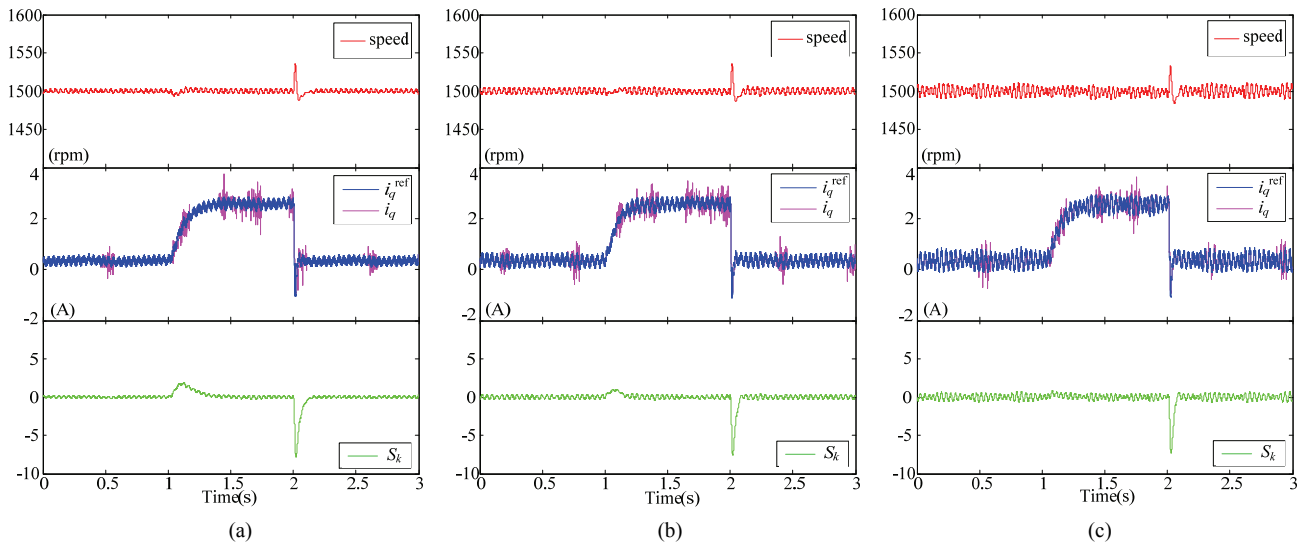 1600
1550
1500
1450
speed
(rpm)
4
2
0
-2
i_q^ref
i_q
(A)
5
0
-5
-10
S_k
0 0.5 1 1.5 2 2.5 3
Time(s)
(a)
1600
1550
1500
1450
speed
(rpm)
4
2
0
-2
i_q^ref
i_q
(A)
5
0
-5
-10
S_k
0 0.5 1 1.5 2 2.5 3
Time(s)
(b)
1600
1550
1500
1450
speed
(rpm)
4
2
0
-2
i_q^ref
i_q
(A)
5
0
-5
-10
S_k
0 0.5 1 1.5 2 2.5 3
Time(s)
(c)